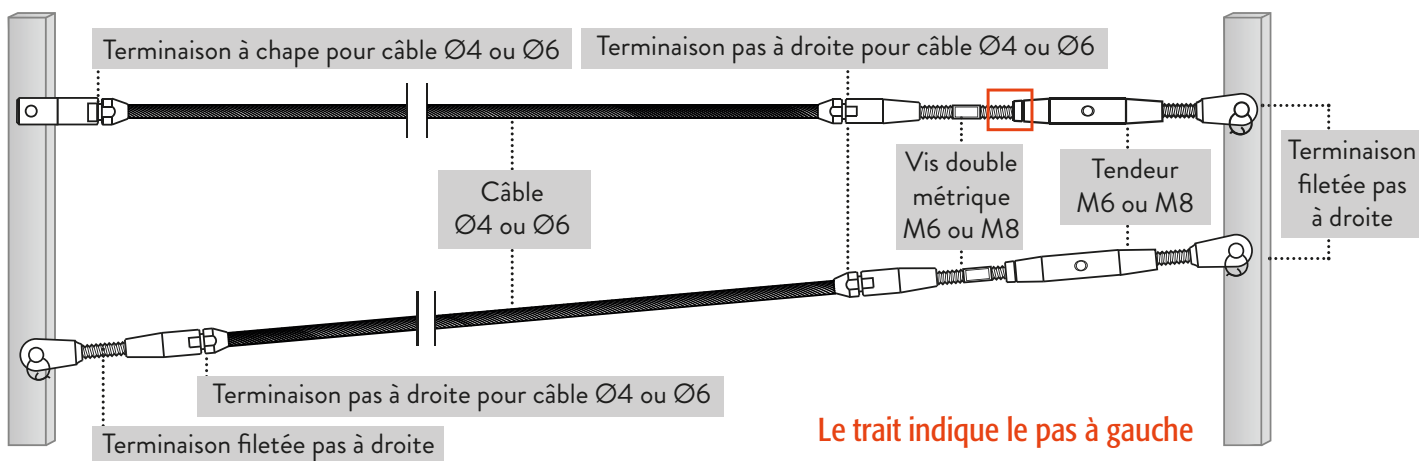 Terminaison à chape pour câble Ø4 ou Ø6
Terminaison pas à droite pour câble Ø4 ou Ø6
Câble
Ø4 ou Ø6
Vis double
métrique
M6 ou M8
Tendeur
M6 ou M8
Terminaison
filetée pas
à droite
Terminaison pas à droite pour câble Ø4 ou Ø6
Terminaison filetée pas à droite
Le trait indique le pas à gauche